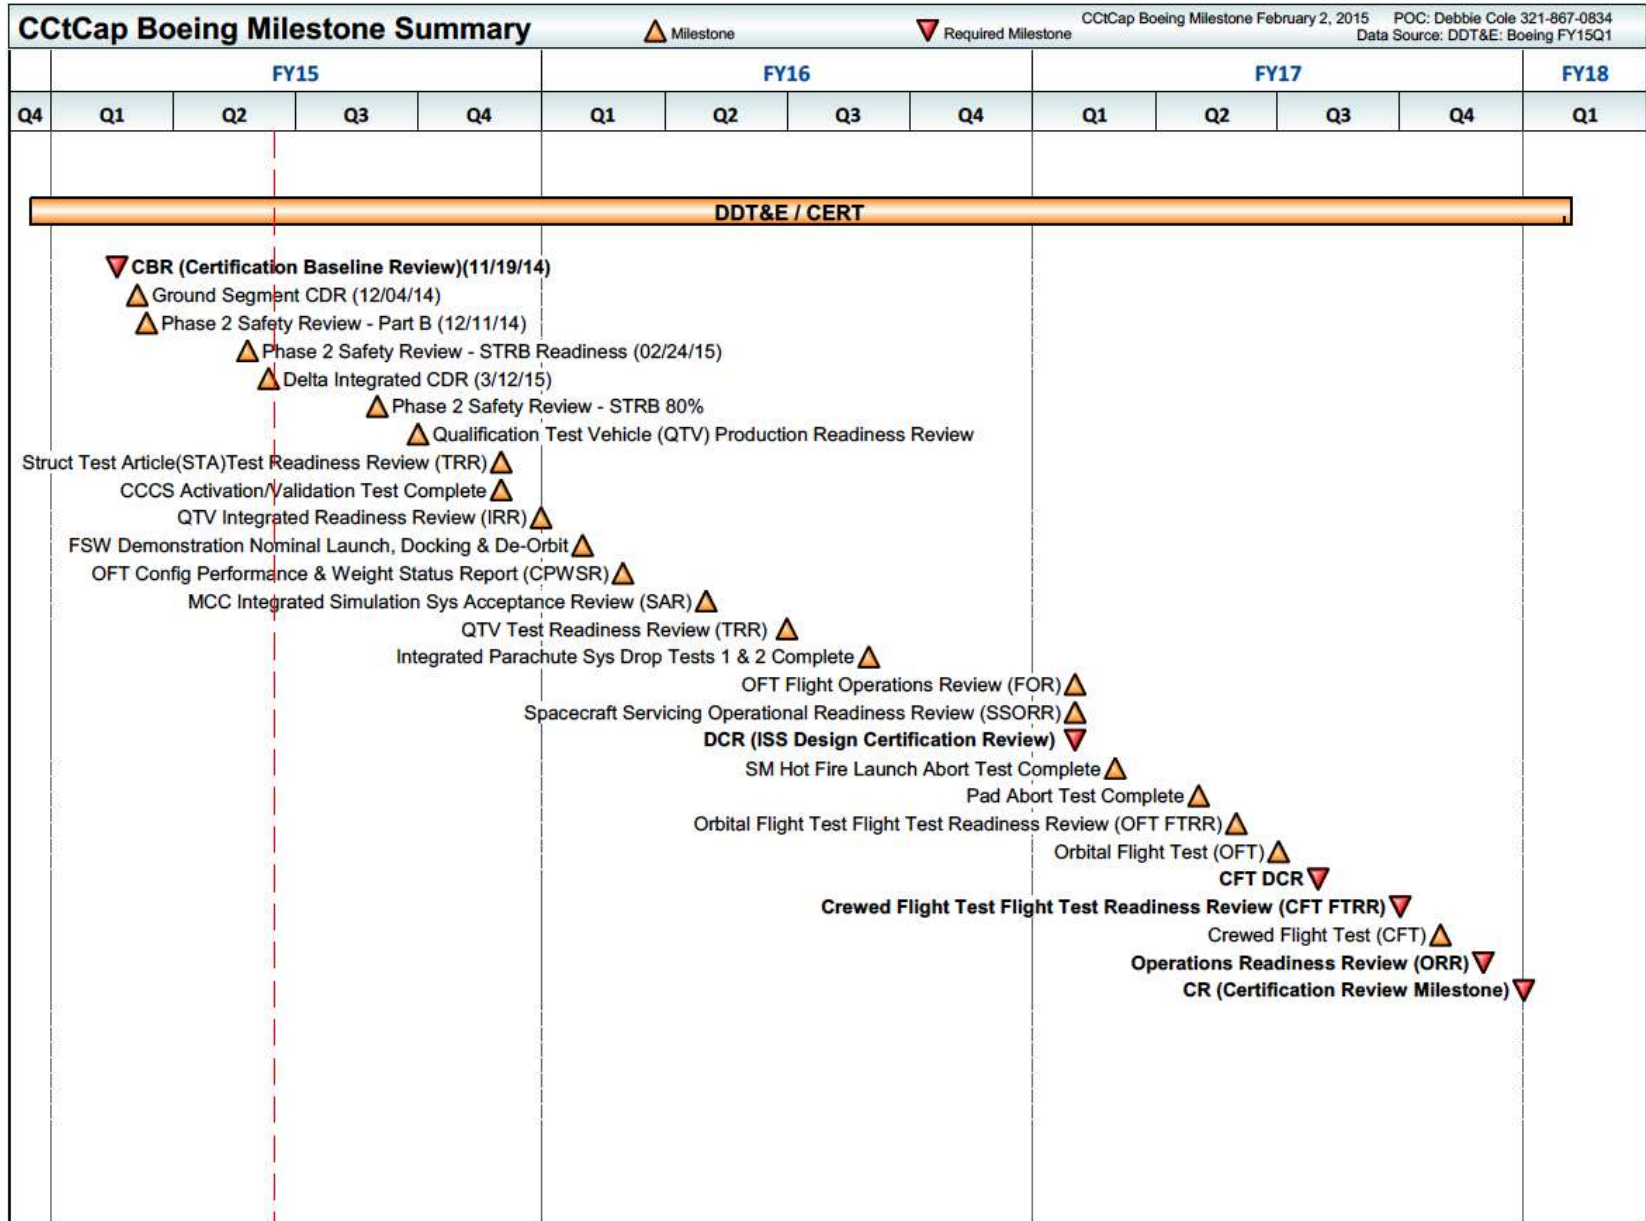 CCtCap Boeing Milestone Summary
Milestone
Required Milestone
CCtCap Boeing Milestone February 2, 2015 POC: Debbie Cole 321-867-0834
Data Source: DDT&E: Boeing FY15Q1
FY15 FY16 FY17 FY18
Q4 Q1 Q2 Q3 Q4 Q1 Q2 Q3 Q4 Q1 Q2 Q3 Q4 Q1
DDT&E / CERT
CBR (Certification Baseline Review)(11/19/14)
Ground Segment CDR (12/04/14)
Phase 2 Safety Review - Part B (12/11/14)
Phase 2 Safety Review - STRB Readiness (02/24/15)
Delta Integrated CDR (3/12/15)
Phase 2 Safety Review - STRB 80%
Qualification Test Vehicle (QTV) Production Readiness Review
Struct Test Article(STA)Test Readiness Review (TRR)
CCCS Activation/Validation Test Complete
QTV Integrated Readiness Review (IRR)
FSW Demonstration Nominal Launch, Docking & De-Orbit
OFT Config Performance & Weight Status Report (CPWSR)
MCC Integrated Simulation Sys Acceptance Review (SAR)
QTV Test Readiness Review (TRR)
Integrated Parachute Sys Drop Tests 1 & 2 Complete
OFT Flight Operations Review (FOR)
Spacecraft Servicing Operational Readiness Review (SSORR)
DCR (ISS Design Certification Review)
SM Hot Fire Launch Abort Test Complete
Pad Abort Test Complete
Orbital Flight Test Flight Test Readiness Review (OFT FTRR)
Orbital Flight Test (OFT)
CFT DCR
Crewed Flight Test Flight Test Readiness Review (CFT FTRR)
Crewed Flight Test (CFT)
Operations Readiness Review (ORR)
CR (Certification Review Milestone)